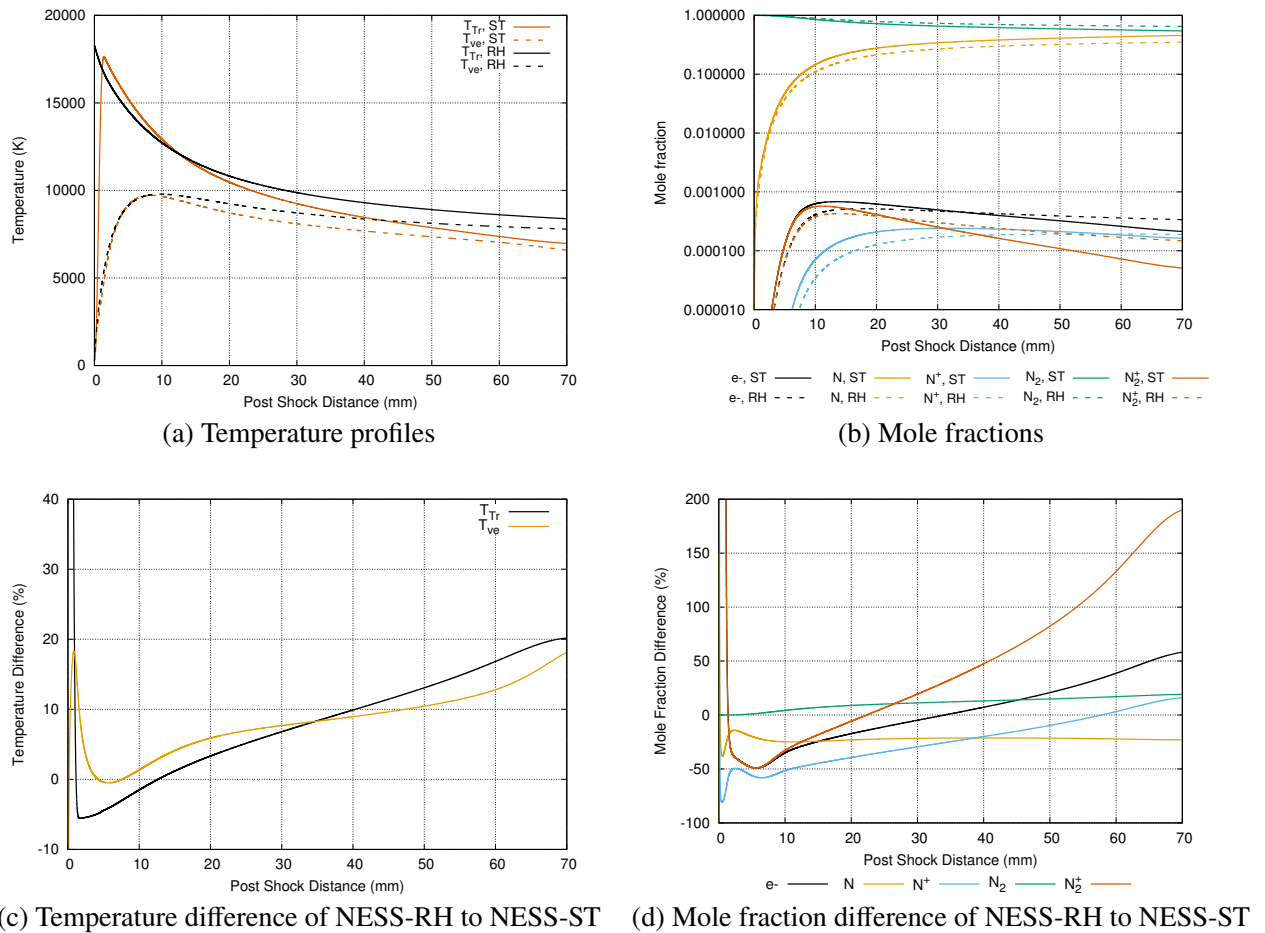 20000
15000
10000
5000
0
Temperature (K)
T_Tr, ST
T_ve, ST
T_Tr, RH
T_ve, RH
0 10 20 30 40 50 60 70
Post Shock Distance (mm)
(a) Temperature profiles
1.000000
0.100000
0.010000
0.001000
0.000100
0.000010
Mole fraction
0 10 20 30 40 50 60 70
Post Shock Distance (mm)
e-, ST N, ST N⁺, ST N₂, ST N₂⁺, ST
e-, RH N, RH N⁺, RH N₂, RH N₂⁺, RH
(b) Mole fractions
40
30
20
10
0
-10
Temperature Difference (%)
T_Tr
T_ve
0 10 20 30 40 50 60 70
Post Shock Distance (mm)
(c) Temperature difference of NESS-RH to NESS-ST
200
150
100
50
0
-50
-100
Mole Fraction Difference (%)
0 10 20 30 40 50 60 70
Post Shock Distance (mm)
e- N N⁺ N₂ N₂⁺
(d) Mole fraction difference of NESS-RH to NESS-ST